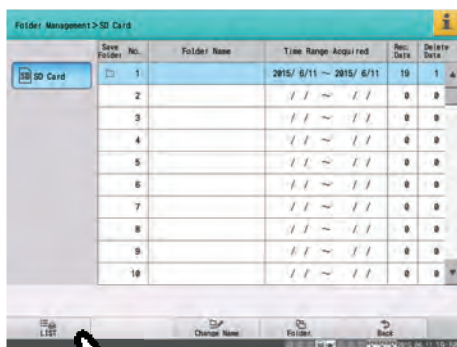 Folder Management > SD Card
Save Folder No. Folder Name Time Range Acquired Rec. Data Delete Data
SD SD Card
1 2015/ 6/11 ~ 2015/ 6/11 19 1
2 / / ~ / / 0 0
3 / / ~ / / 0 0
4 / / ~ / / 0 0
5 / / ~ / / 0 0
6 / / ~ / / 0 0
7 / / ~ / / 0 0
8 / / ~ / / 0 0
9 / / ~ / / 0 0
10 / / ~ / / 0 0
LIST Change Name Folder Back